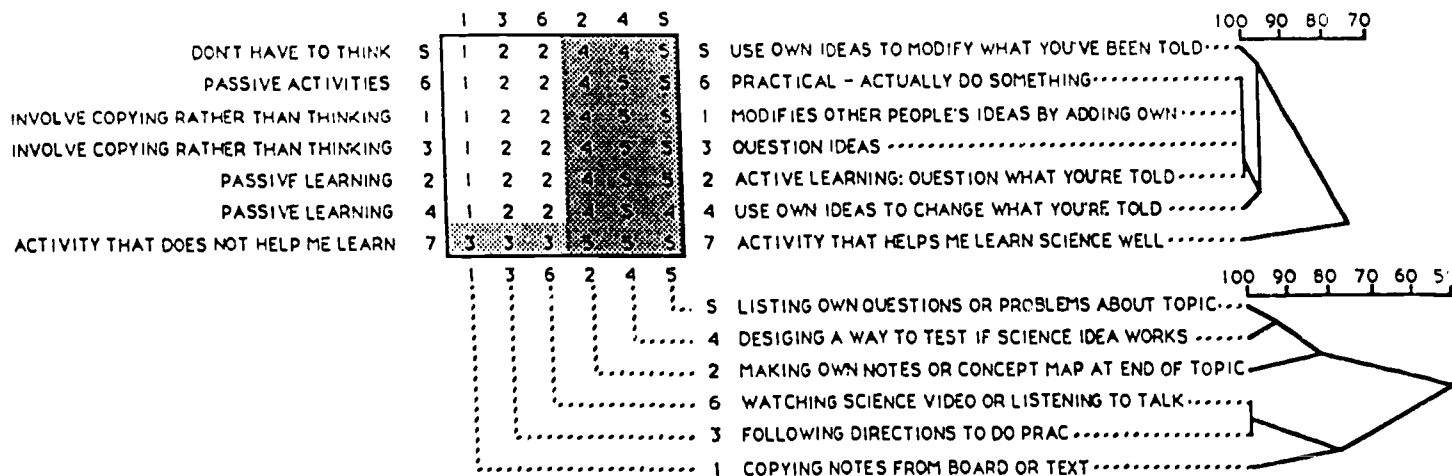 1 3 6 2 4 5 100 90 80 70
DON'T HAVE TO THINK 5 1 2 2 4 4 5 5 USE OWN IDEAS TO MODIFY WHAT YOU'VE BEEN TOLD
PASSIVE ACTIVITIES 6 1 2 2 4 5 5 6 PRACTICAL - ACTUALLY DO SOMETHING
INVOLVE COPYING RATHER THAN THINKING 1 1 2 2 4 5 5 1 MODIFIES OTHER PEOPLE'S IDEAS BY ADDING OWN
INVOLVE COPYING RATHER THAN THINKING 3 1 2 2 4 5 5 3 QUESTION IDEAS
PASSIVE LEARNING 2 1 2 2 4 5 5 2 ACTIVE LEARNING: QUESTION WHAT YOU'RE TOLD
PASSIVE LEARNING 4 1 2 2 4 5 4 4 USE OWN IDEAS TO CHANGE WHAT YOU'RE TOLD
ACTIVITY THAT DOES NOT HELP ME LEARN 7 3 3 3 5 5 5 7 ACTIVITY THAT HELPS ME LEARN SCIENCE WELL
1 3 6 2 4 5 100 90 80 70 60 5
5 LISTING OWN QUESTIONS OR PROBLEMS ABOUT TOPIC
4 DESIGING A WAY TO TEST IF SCIENCE IDEA WORKS
2 MAKING OWN NOTES OR CONCEPT MAP AT END OF TOPIC
6 WATCHING SCIENCE VIDEO OR LISTENING TO TALK
3 FOLLOWING DIRECTIONS TO DO PRAC
1 COPYING NOTES FROM BOARD OR TEXT